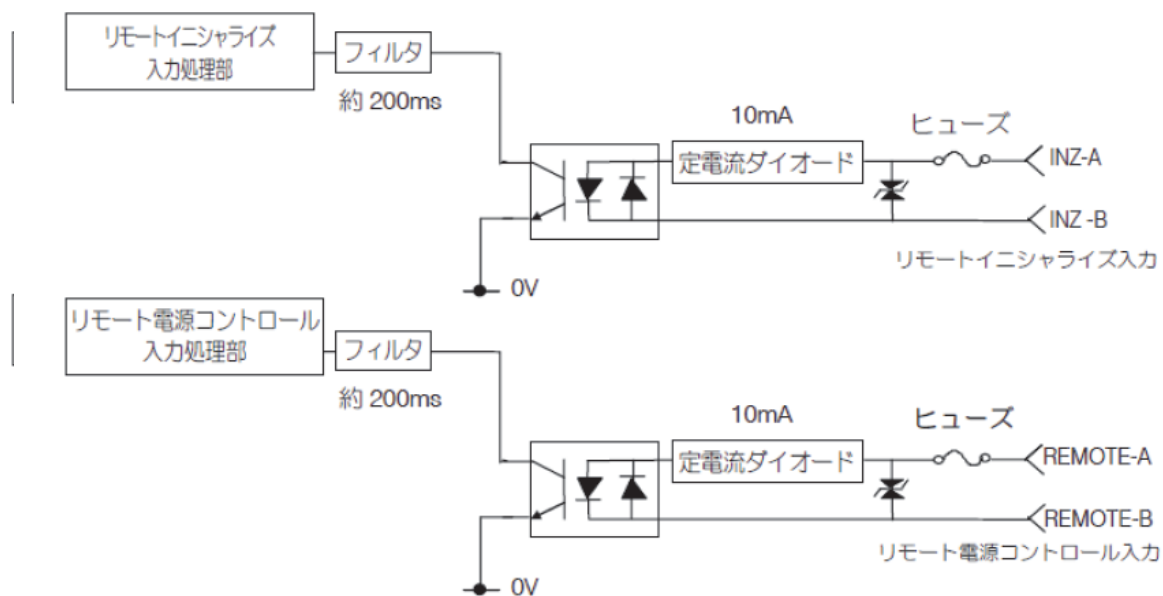 リモートイニシャライズ
入力処理部
フィルタ
約 200ms
10mA
定電流ダイオード
ヒューズ
INZ-A
INZ -B
リモートイニシャライズ入力
0V
リモート電源コントロール
入力処理部
フィルタ
約 200ms
10mA
定電流ダイオード
ヒューズ
REMOTE-A
REMOTE-B
リモート電源コントロール入力
0V